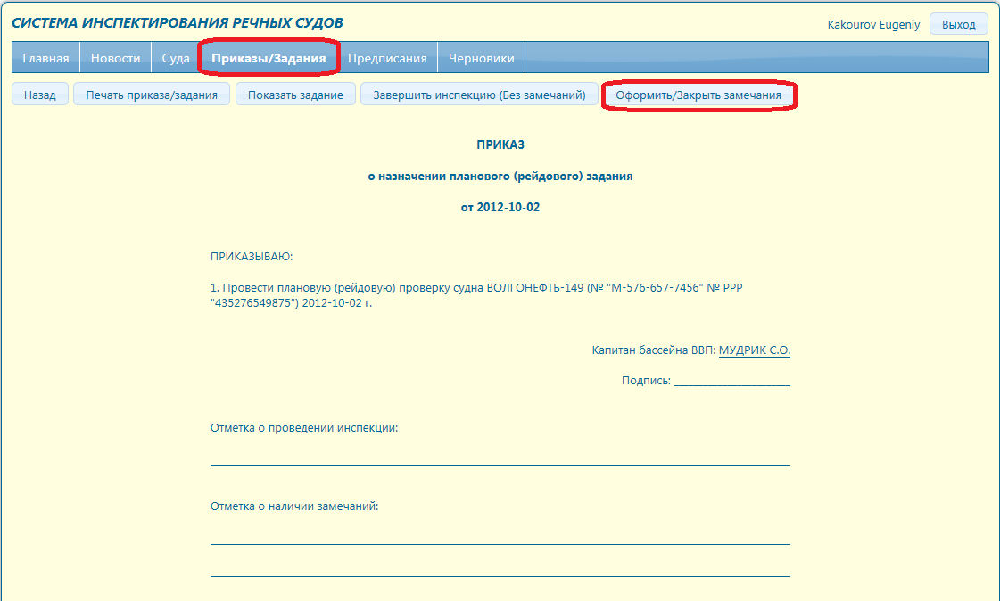 СИСТЕМА ИНСПЕКТИРОВАНИЯ РЕЧНЫХ СУДОВ
Kakourov Eugeniy Выход
Главная Новости Суда Приказы/Задания Предписания Черновики
Назад Печать приказа/задания Показать задание Завершить инспекцию (Без замечаний) Оформить/Закрыть замечания
ПРИКАЗ
о назначении планового (рейдового) задания
от 2012-10-02
ПРИКАЗЫВАЮ:
1. Провести плановую (рейдовую) проверку судна ВОЛГОНЕФТЬ-149 (№ "М-576-657-7456" № РРР
"435276549875") 2012-10-02 г.
Капитан бассейна ВВП: МУДРИК С.О.
Подпись: ____________________
Отметка о проведении инспекции:
Отметка о наличии замечаний: